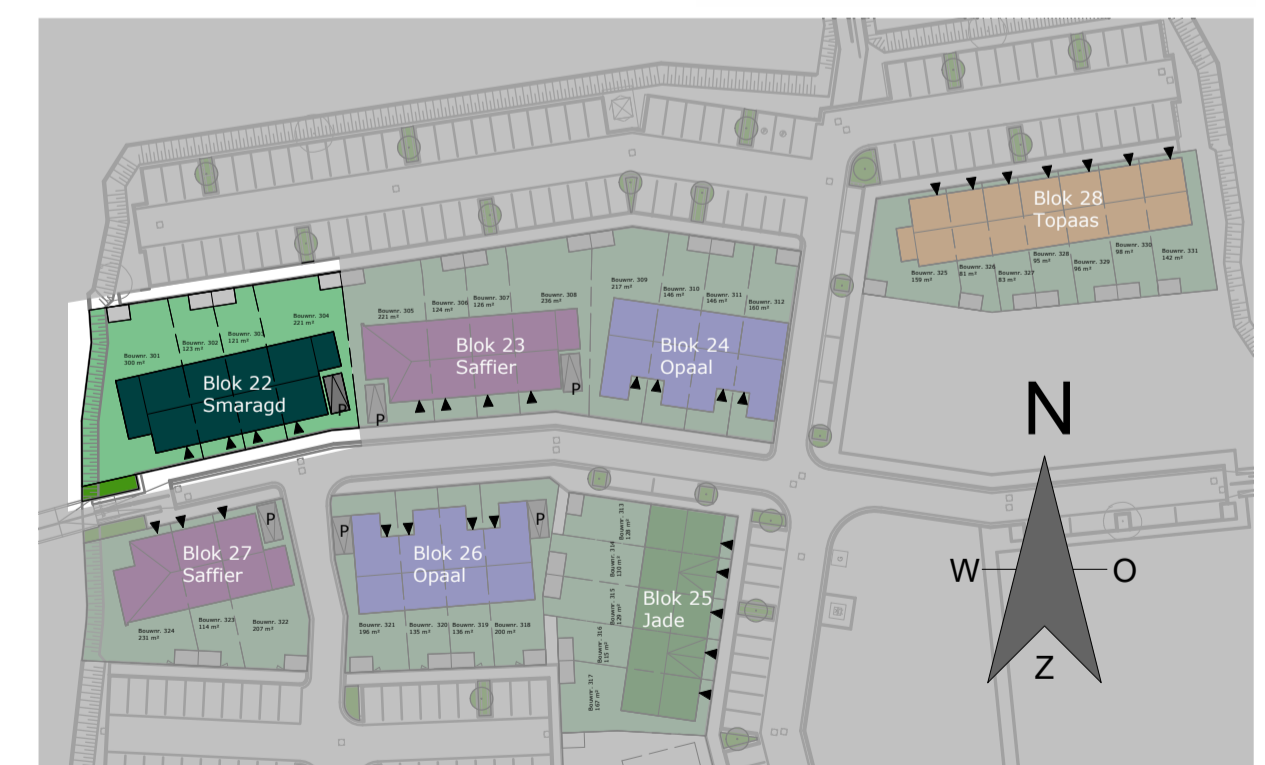 Blok 28
Topaas
Bouwnr. 325
159 m²
Bouwnr. 326
81 m²
Bouwnr. 327
83 m²
Bouwnr. 328
95 m²
Bouwnr. 329
96 m²
Bouwnr. 330
98 m²
Bouwnr. 331
142 m²
Bouwnr. 301
300 m²
Bouwnr. 302
123 m²
Bouwnr. 303
121 m²
Bouwnr. 304
221 m²
Blok 22
Smaragd
P
Bouwnr. 305
221 m²
Bouwnr. 306
124 m²
Bouwnr. 307
126 m²
Bouwnr. 308
236 m²
Blok 23
Saffier
P
P
Bouwnr. 309
217 m²
Bouwnr. 310
146 m²
Bouwnr. 311
146 m²
Bouwnr. 312
160 m²
Blok 24
Opaal
N
W
O
Z
P
Blok 27
Saffier
Bouwnr. 324
231 m²
Bouwnr. 323
114 m²
Bouwnr. 322
207 m²
P
P
Blok 26
Opaal
Bouwnr. 321
196 m²
Bouwnr. 320
135 m²
Bouwnr. 319
136 m²
Bouwnr. 318
200 m²
Bouwnr. 313
128 m²
Bouwnr. 314
130 m²
Bouwnr. 315
129 m²
Bouwnr. 316
115 m²
Bouwnr. 317
167 m²
Blok 25
Jade